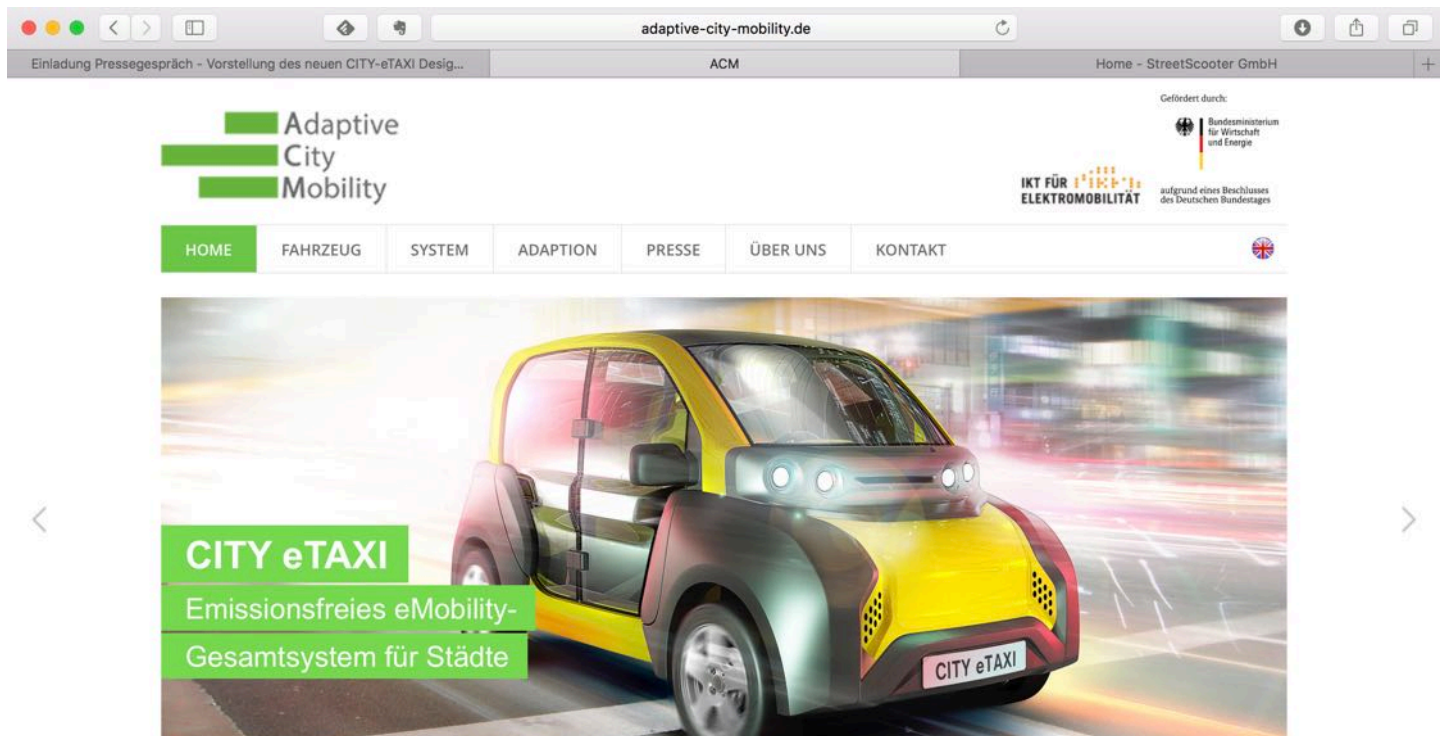 adaptive-city-mobility.de
Einladung Pressegespräch - Vorstellung des neuen CITY-eTAXI Desig...
ACM
Home - StreetScooter GmbH
Adaptive
City
Mobility
Gefördert durch:
Bundesministerium
für Wirtschaft
und Energie
aufgrund eines Beschlusses
des Deutschen Bundestages
IKT FÜR
ELEKTROMOBILITÄT
HOME
FAHRZEUG
SYSTEM
ADAPTION
PRESSE
ÜBER UNS
KONTAKT
CITY eTAXI
Emissionsfreies eMobility-
Gesamtsystem für Städte
CITY eTAXI